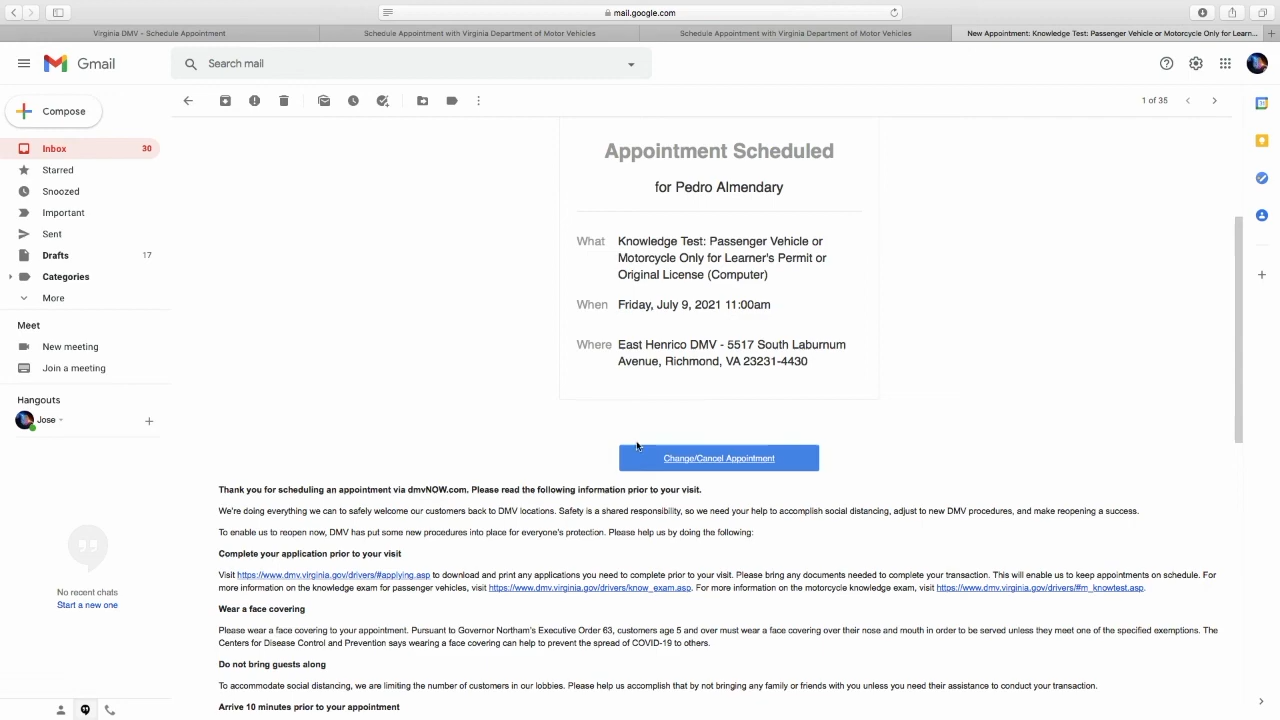 mail.google.com
Virginia DMV - Schedule Appointment
Schedule Appointment with Virginia Department of Motor Vehicles
Schedule Appointment with Virginia Department of Motor Vehicles
New Appointment: Knowledge Test: Passenger Vehicle or Motorcycle Only for Learn...
Gmail
Search mail
Compose
1 of 35
Inbox 30
Starred
Snoozed
Important
Sent
Drafts 17
Categories
More
Meet
New meeting
Join a meeting
Hangouts
Jose
No recent chats
Start a new one
Appointment Scheduled
for Pedro Almendary
What Knowledge Test: Passenger Vehicle or
Motorcycle Only for Learner's Permit or
Original License (Computer)
When Friday, July 9, 2021 11:00am
Where East Henrico DMV - 5517 South Laburnum
Avenue, Richmond, VA 23231-4430
Change/Cancel Appointment
Thank you for scheduling an appointment via dmvNOW.com. Please read the following information prior to your visit.
We're doing everything we can to safely welcome our customers back to DMV locations. Safety is a shared responsibility, so we need your help to accomplish social distancing, adjust to new DMV procedures, and make reopening a success.
To enable us to reopen now, DMV has put some new procedures into place for everyone's protection. Please help us by doing the following:
Complete your application prior to your visit
Visit https://www.dmv.virginia.gov/drivers/#applying.asp to download and print any applications you need to complete prior to your visit. Please bring any documents needed to complete your transaction. This will enable us to keep appointments on schedule. For
more information on the knowledge exam for passenger vehicles, visit https://www.dmv.virginia.gov/drivers/know_exam.asp. For more information on the motorcycle knowledge exam, visit https://www.dmv.virginia.gov/drivers/#m_knowtest.asp.
Wear a face covering
Please wear a face covering to your appointment. Pursuant to Governor Northam's Executive Order 63, customers age 5 and over must wear a face covering over their nose and mouth in order to be served unless they meet one of the specified exemptions. The
Centers for Disease Control and Prevention says wearing a face covering can help to prevent the spread of COVID-19 to others.
Do not bring guests along
To accommodate social distancing, we are limiting the number of customers in our lobbies. Please help us accomplish that by not bringing any family or friends with you unless you need their assistance to conduct your transaction.
Arrive 10 minutes prior to your appointment